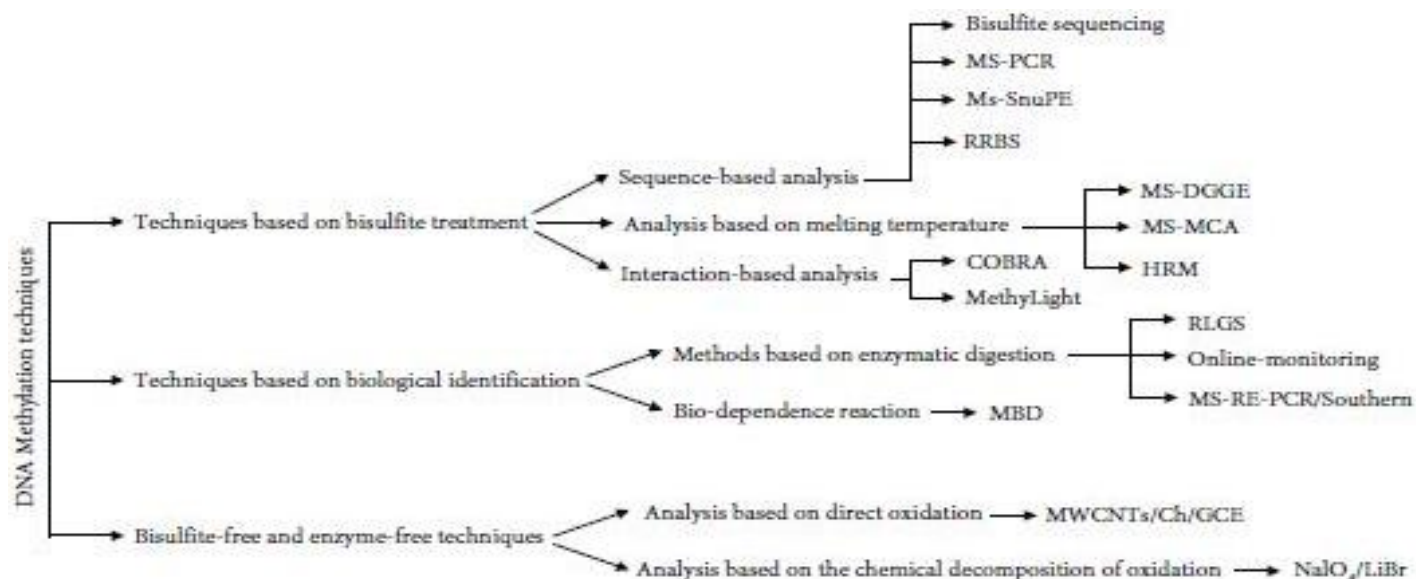 DNA Methylation techniques
Techniques based on bisulfite treatment
Sequence-based analysis
Bisulfite sequencing
MS-PCR
Ms-SnuPE
RRBS
Analysis based on melting temperature
MS-DGGE
MS-MCA
HRM
Interaction-based analysis
COBRA
MethyLight
Techniques based on biological identification
Methods based on enzymatic digestion
RLGS
Online-monitoring
MS-RE-PCR/Southern
Bio-dependence reaction
MBD
Bisulfite-free and enzyme-free techniques
Analysis based on direct oxidation
MWCNTs/Ch/GCE
Analysis based on the chemical decomposition of oxidation
NaIO₄/LiBr